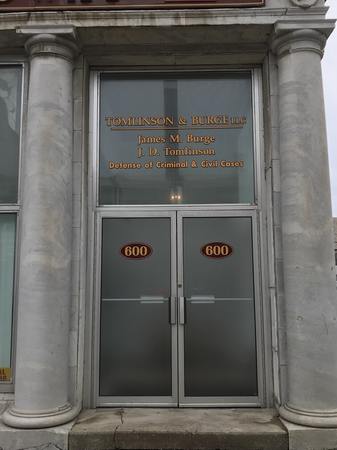 TOMLINSON & BURGE LLC
James M. Burge
J. D. Tomlinson
Defense of Criminal & Civil Cases
600
600